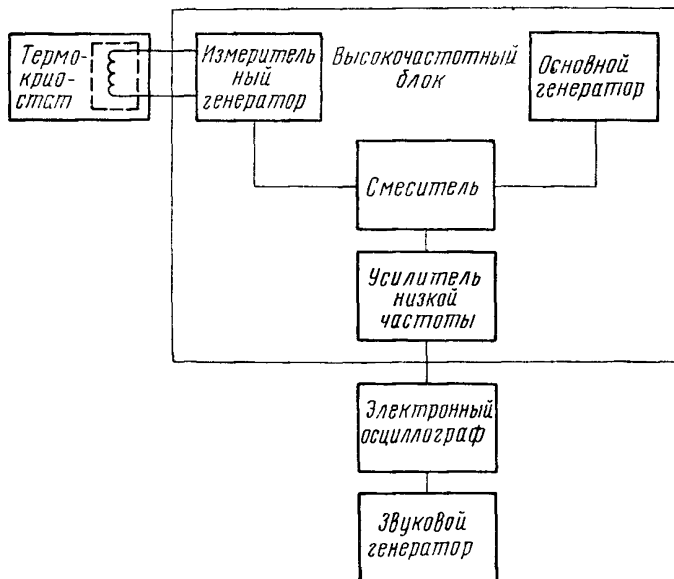 Термо-
крио-
стат
Измеритель
ный
генератор
Высокочастотный
блок
Основной
генератор
Смеситель
Усилитель
низкой
частоты
Электронный
осциллограф
Звуковой
генератор